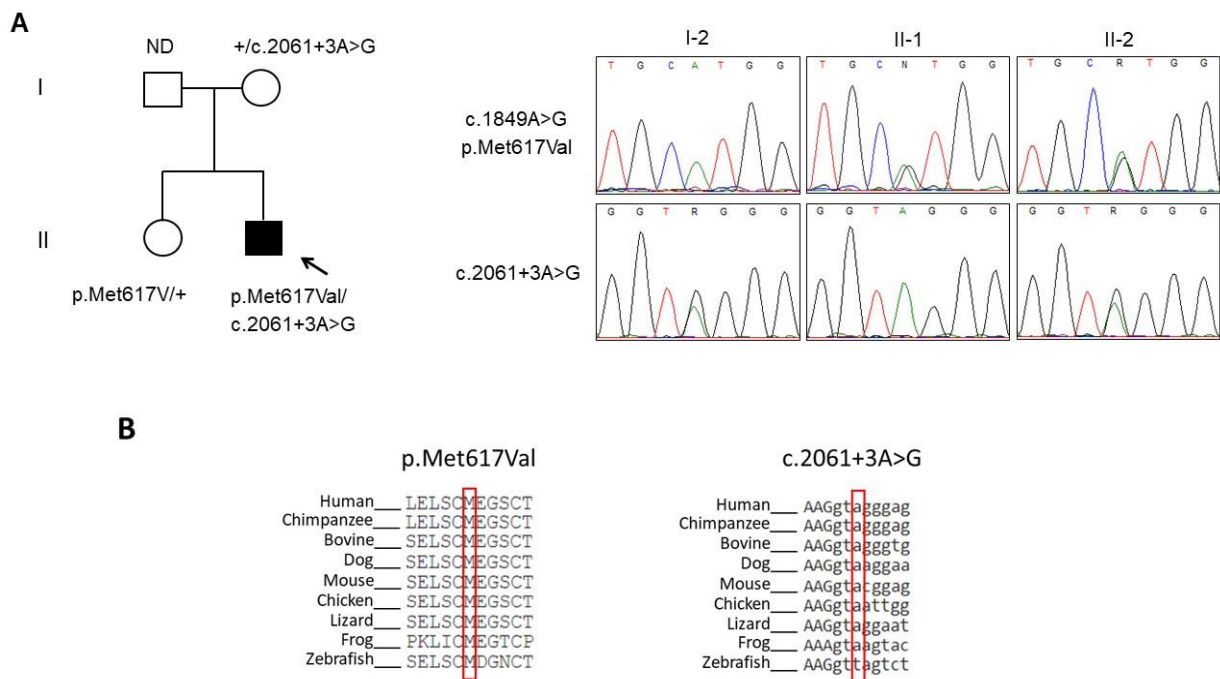 A
ND
+/c.2061+3A>G
I
II
p.Met617V/+
p.Met617Val/
c.2061+3A>G
I-2
II-1
II-2
c.1849A>G
p.Met617Val
T G C A T G G
T G C N T G G
T G C R T G G
c.2061+3A>G
G G T R G G G
G G T A G G G
G G T R G G G
B
p.Met617Val
Human___ LELSCMEGSCT
Chimpanzee___ LELSCMEGSCT
Bovine___ SELSCMEGSCT
Dog___ SELSCMEGSCT
Mouse___ SELSCMEGSCT
Chicken___ SELSCMEGSCT
Lizard___ SELSCMEGSCT
Frog___ PKLICMEGTCP
Zebrafish___ SELSCMDGNCT
c.2061+3A>G
Human___ AAGgtagggag
Chimpanzee___ AAGgtagggag
Bovine___ AAGgtagggtg
Dog___ AAGgtaaggaa
Mouse___ AAGgtacggag
Chicken___ AAGgtaattgg
Lizard___ AAGgtaggaat
Frog___ AAAgtaagtac
Zebrafish___ AAGgttagtct